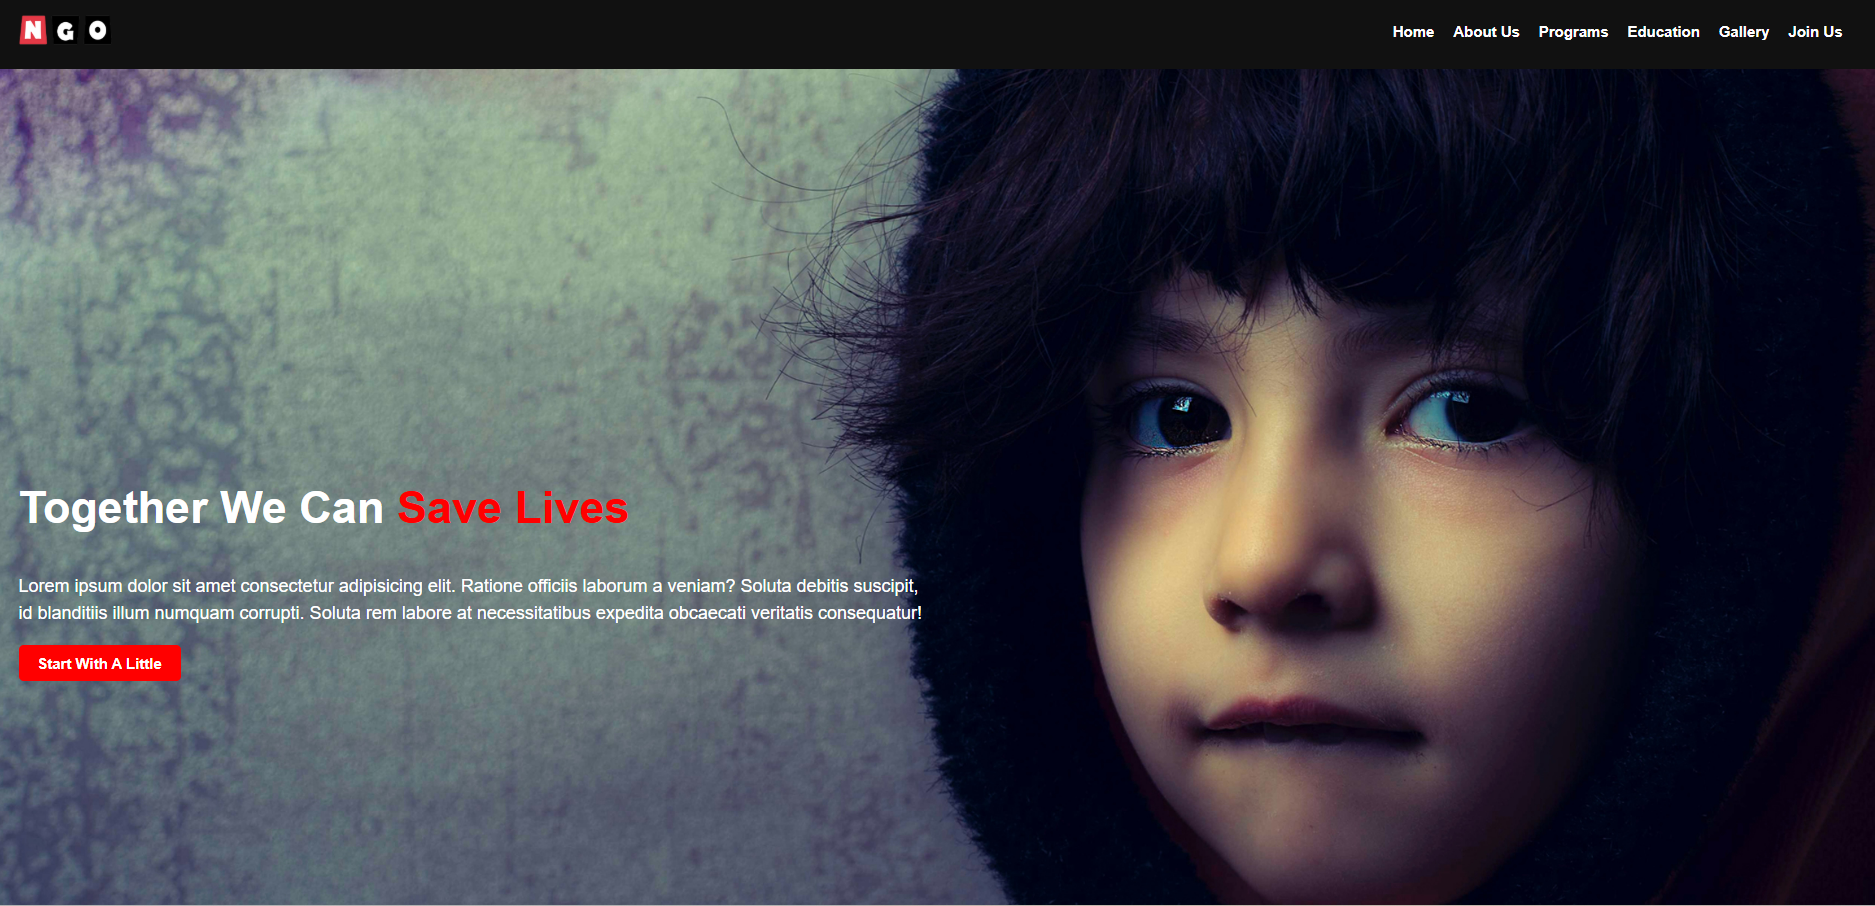 NGO
Home About Us Programs Education Gallery Join Us
Together We Can Save Lives
Lorem ipsum dolor sit amet consectetur adipisicing elit. Ratione officiis laborum a veniam? Soluta debitis suscipit,
id blanditiis illum numquam corrupti. Soluta rem labore at necessitatibus expedita obcaecati veritatis consequatur!
Start With A Little